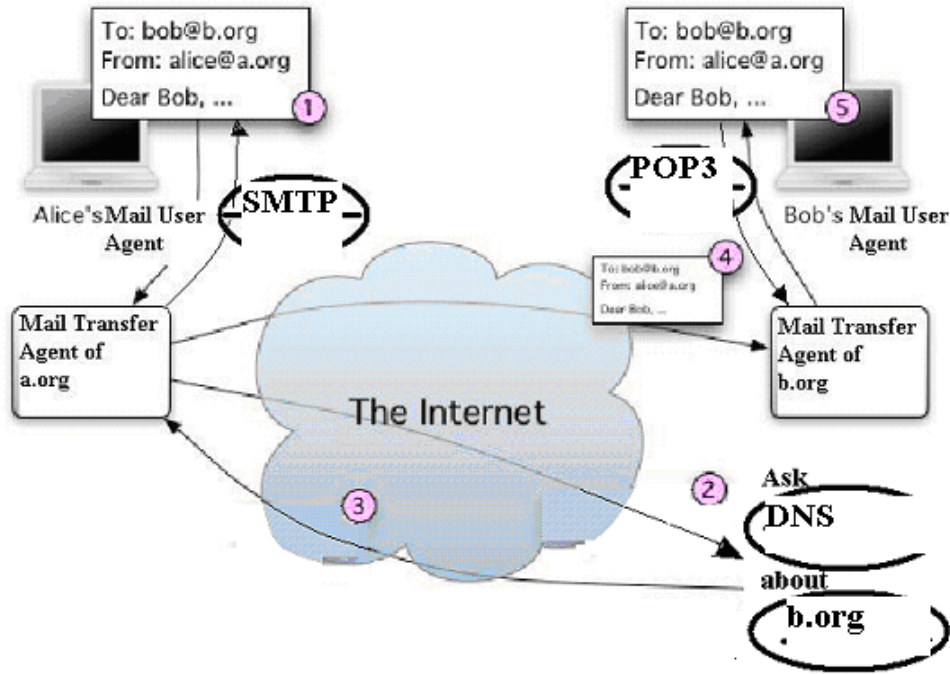 To: bob@b.org
From: alice@a.org
Dear Bob, ...
1
To: bob@b.org
From: alice@a.org
Dear Bob, ...
5
SMTP
POP3
Alice's Mail User
Agent
Bob's Mail User
Agent
4
To: bob@b.org
From: alice@a.org
Dear Bob, ...
Mail Transfer
Agent of
a.org
Mail Transfer
Agent of
b.org
The Internet
2
Ask
DNS
3
about
b.org